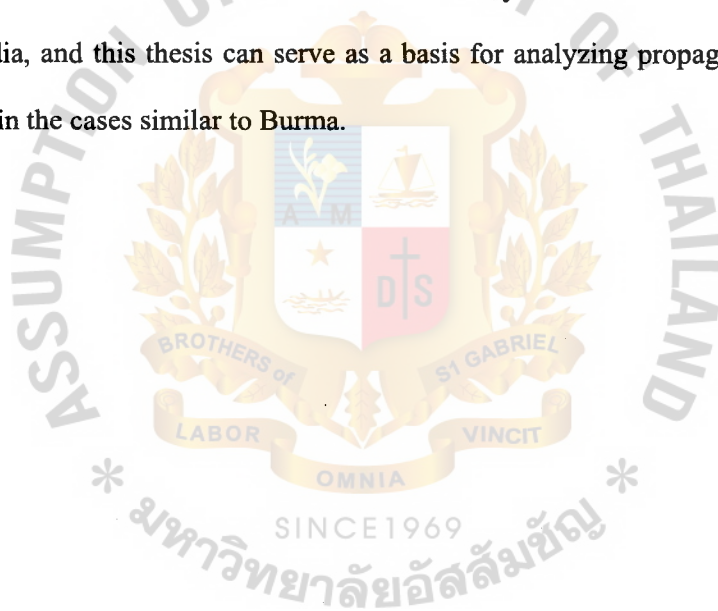 dia, and this thesis can serve as a basis for analyzing propag
in the cases similar to Burma.
ASSUMPTION
OF THAILAND
A M
D S
BROTHERS of
St GABRIEL
LABOR
VINCIT
OMNIA
SINCE1969
มหาวิทยาลัยอัสสัมชัญ